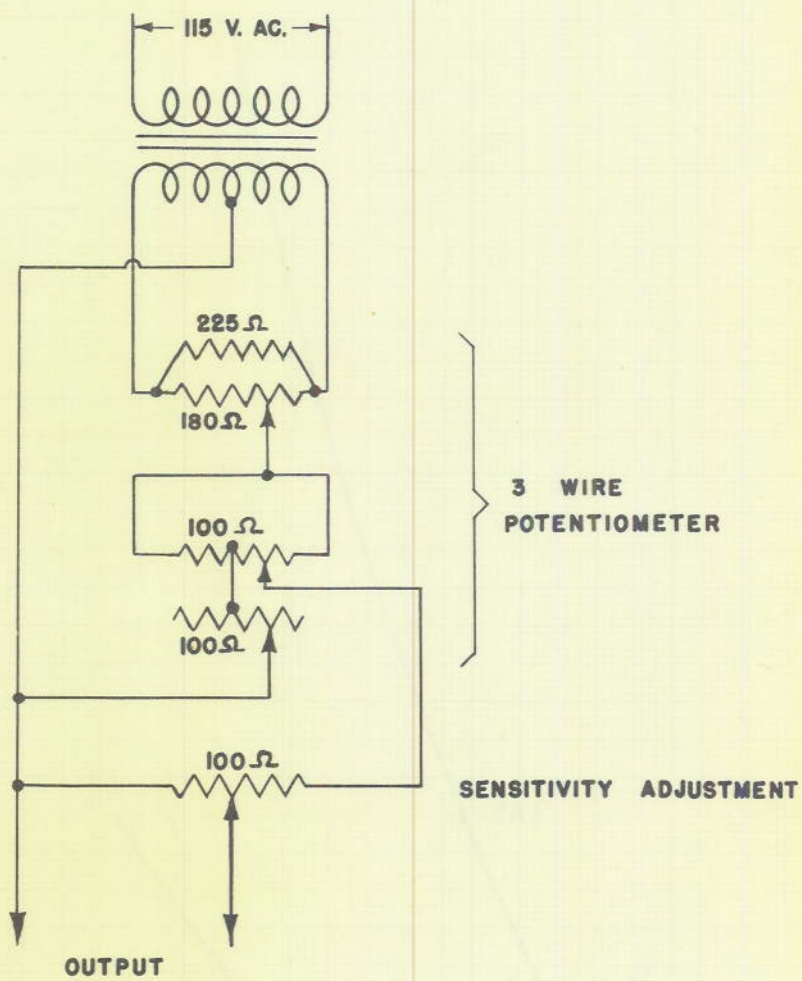 115 V. AC.
225 Ω
180 Ω
100 Ω
3 WIRE
POTENTIOMETER
100 Ω
100 Ω
SENSITIVITY ADJUSTMENT
OUTPUT